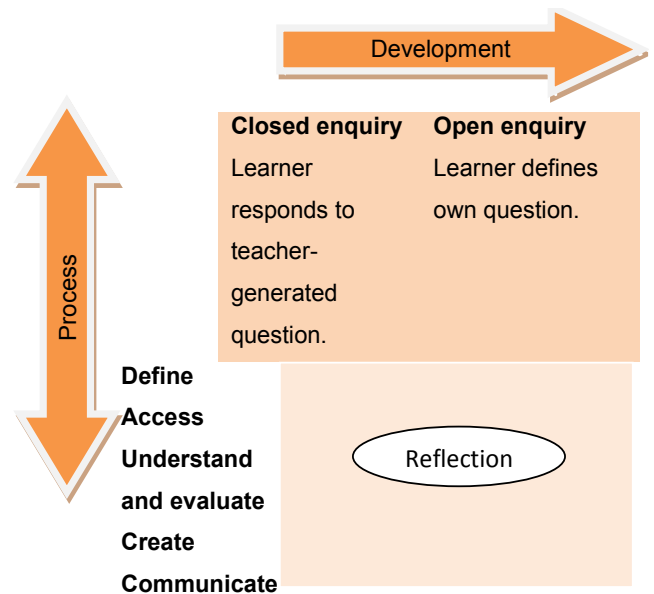 Development
Closed enquiry
Learner
responds to
teacher-
generated
question.
Open enquiry
Learner defines
own question.
Process
Define
Access
Understand
and evaluate
Create
Communicate
Reflection